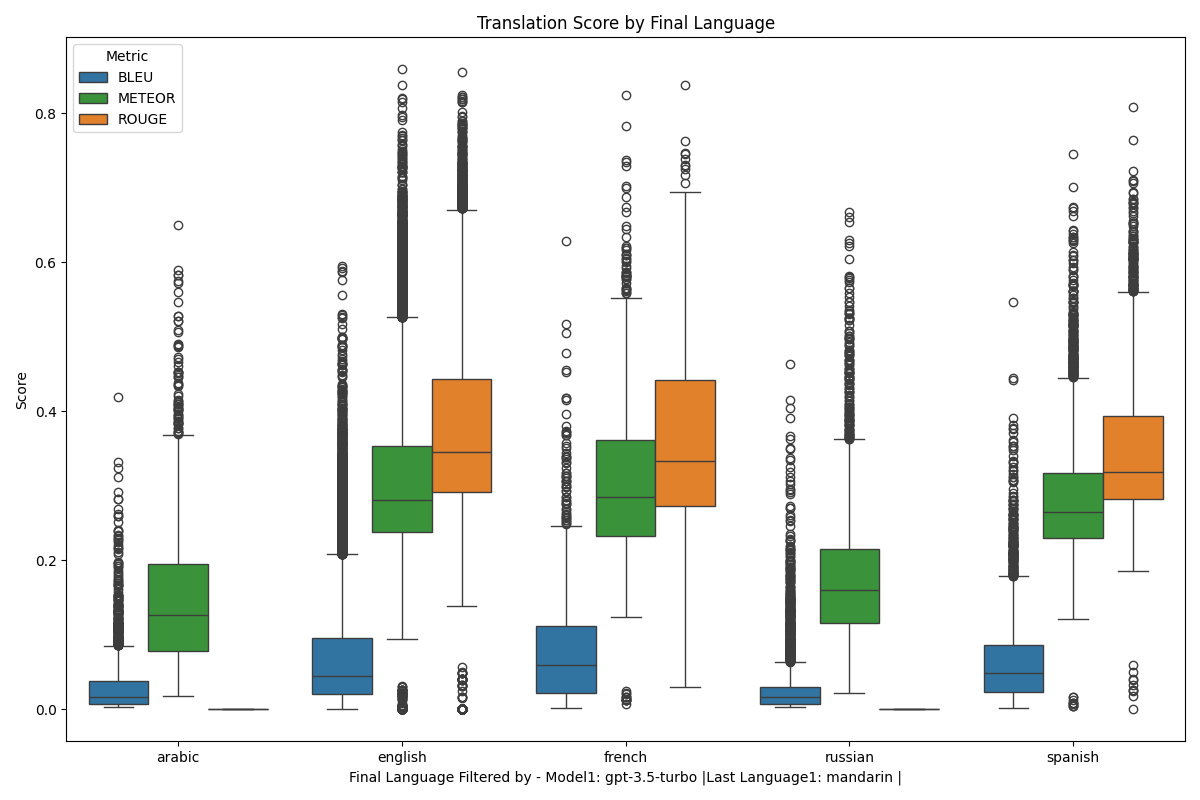 Translation Score by Final Language
Metric
BLEU
METEOR
ROUGE
Score
0.8
0.6
0.4
0.2
0.0
arabic
english
french
russian
spanish
Final Language Filtered by - Model1: gpt-3.5-turbo |Last Language1: mandarin |